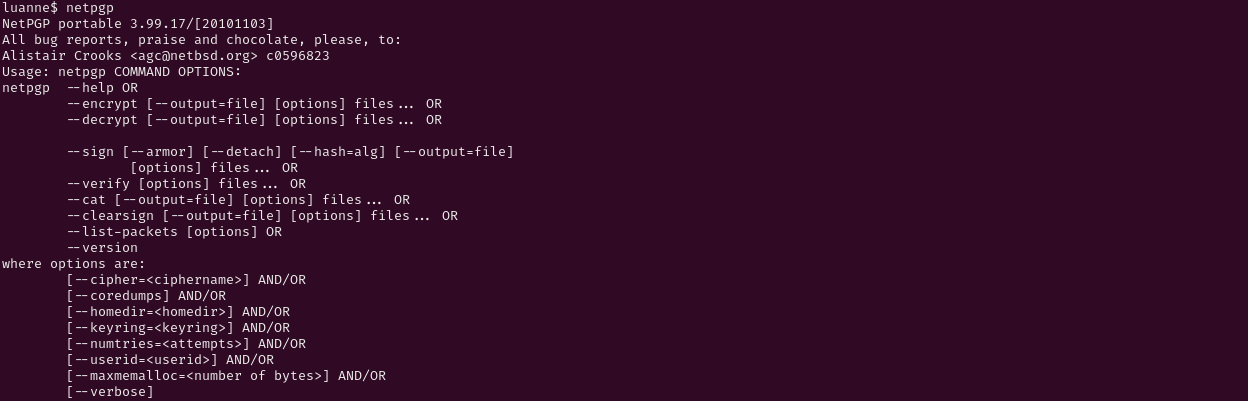 luanne$ netpgp
NetPGP portable 3.99.17/[20101103]
All bug reports, praise and chocolate, please, to:
Alistair Crooks <agc@netbsd.org> c0596823
Usage: netpgp COMMAND OPTIONS:
netpgp  --help OR
        --encrypt [--output=file] [options] files... OR
        --decrypt [--output=file] [options] files... OR

        --sign [--armor] [--detach] [--hash=alg] [--output=file]
                [options] files... OR
        --verify [options] files... OR
        --cat [--output=file] [options] files... OR
        --clearsign [--output=file] [options] files... OR
        --list-packets [options] OR
        --version
where options are:
        [--cipher=<ciphername>] AND/OR
        [--coredumps] AND/OR
        [--homedir=<homedir>] AND/OR
        [--keyring=<keyring>] AND/OR
        [--numtries=<attempts>] AND/OR
        [--userid=<userid>] AND/OR
        [--maxmemalloc=<number of bytes>] AND/OR
        [--verbose]